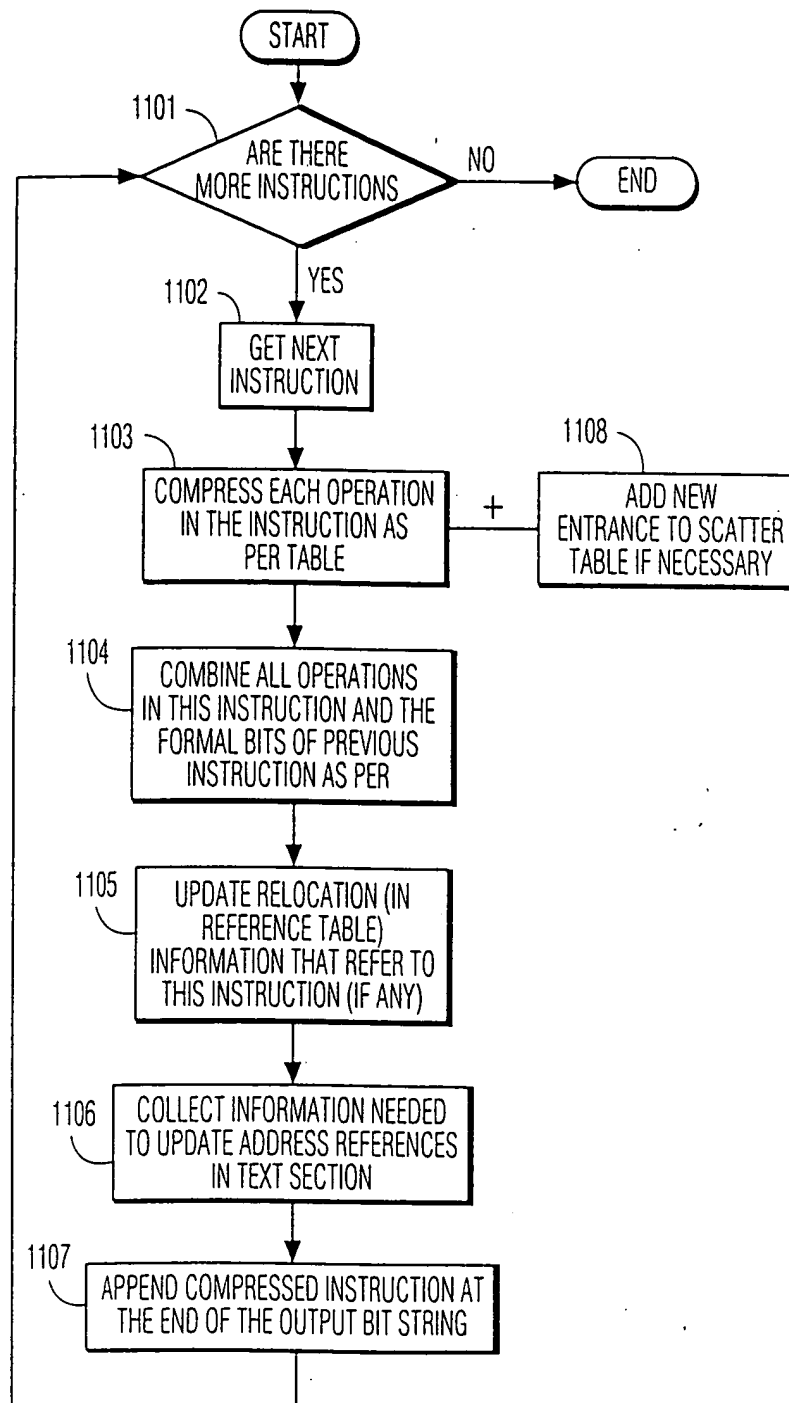 START
1101
ARE THERE
MORE INSTRUCTIONS
NO
END
YES
1102
GET NEXT
INSTRUCTION
1103
COMPRESS EACH OPERATION
IN THE INSTRUCTION AS
PER TABLE
+
1108
ADD NEW
ENTRANCE TO SCATTER
TABLE IF NECESSARY
1104
COMBINE ALL OPERATIONS
IN THIS INSTRUCTION AND THE
FORMAL BITS OF PREVIOUS
INSTRUCTION AS PER
1105
UPDATE RELOCATION (IN
REFERENCE TABLE)
INFORMATION THAT REFER TO
THIS INSTRUCTION (IF ANY)
1106
COLLECT INFORMATION NEEDED
TO UPDATE ADDRESS REFERENCES
IN TEXT SECTION
1107
APPEND COMPRESSED INSTRUCTION AT
THE END OF THE OUTPUT BIT STRING